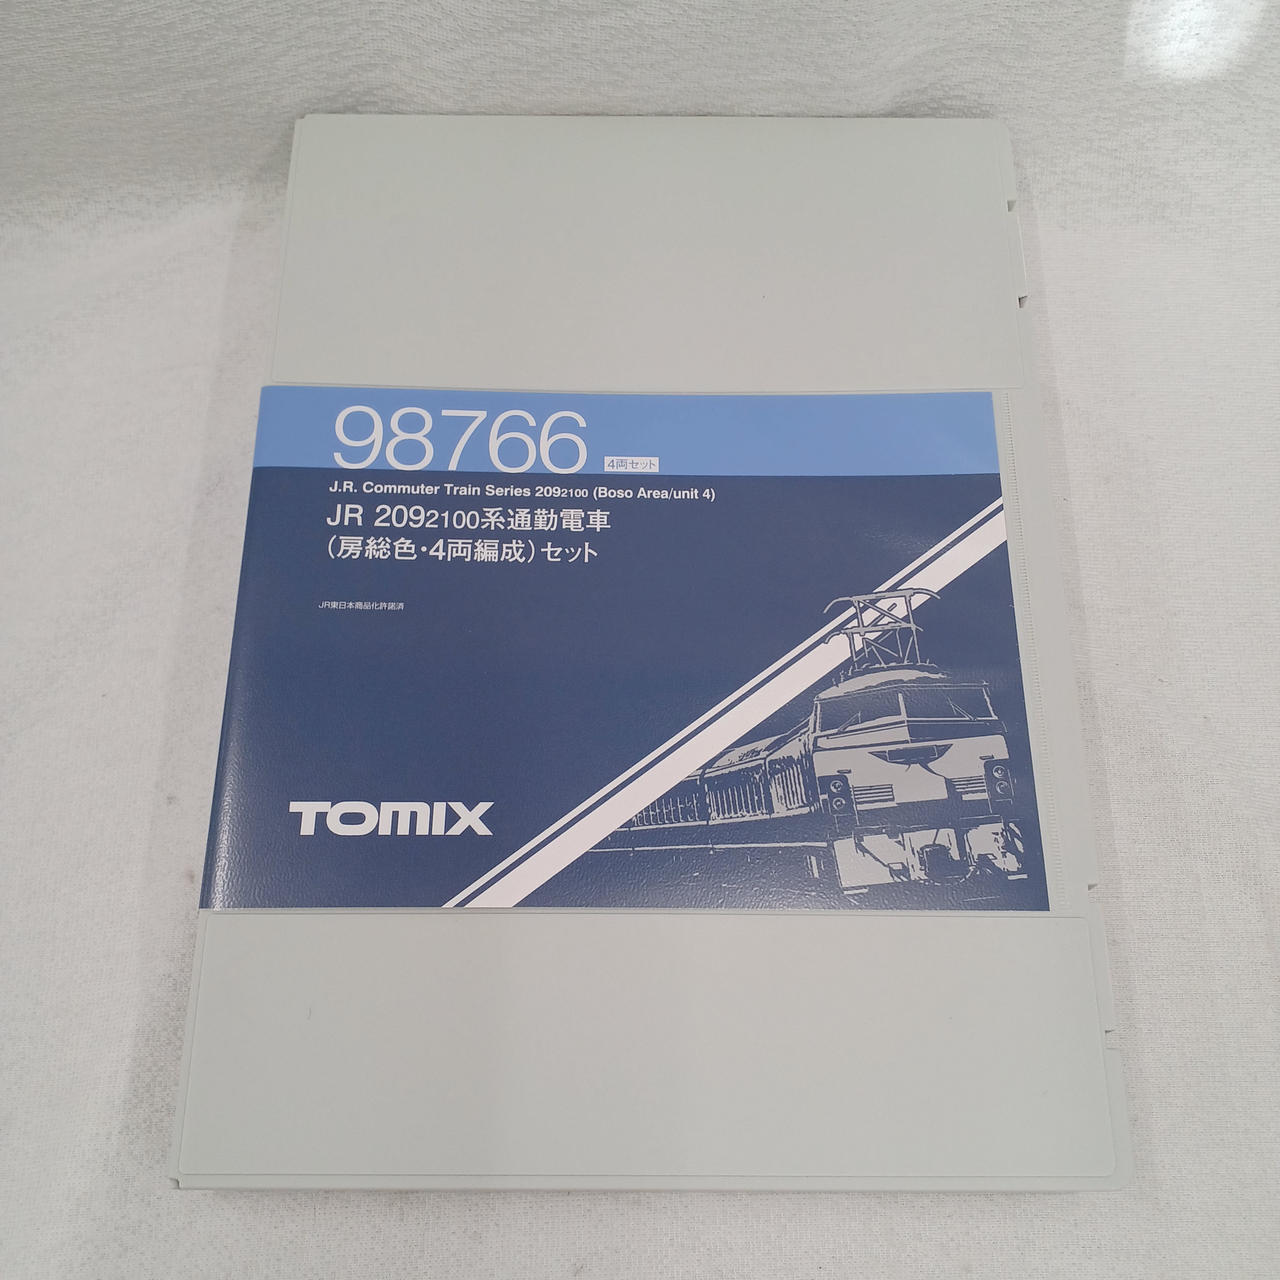 98766 4両セット
J.R. Commuter Train Series 2092100 (Boso Area/unit 4)
JR 2092100系通勤電車
(房総色・4両編成)セット
JR東日本商品化許諾済
TOMIX